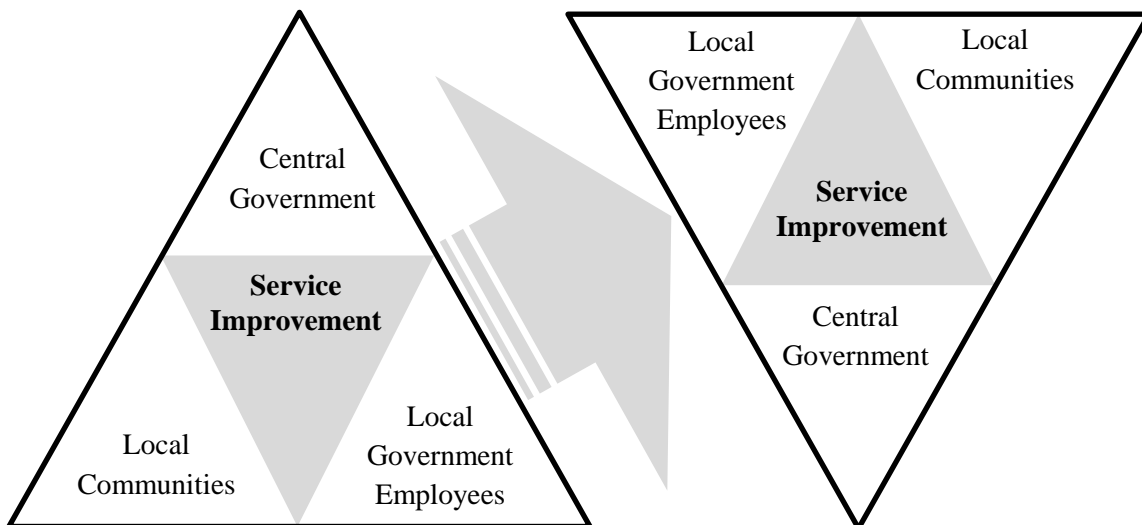 Central
Government
Service
Improvement
Local
Communities
Local
Government
Employees
Local
Government
Employees
Local
Communities
Service
Improvement
Central
Government